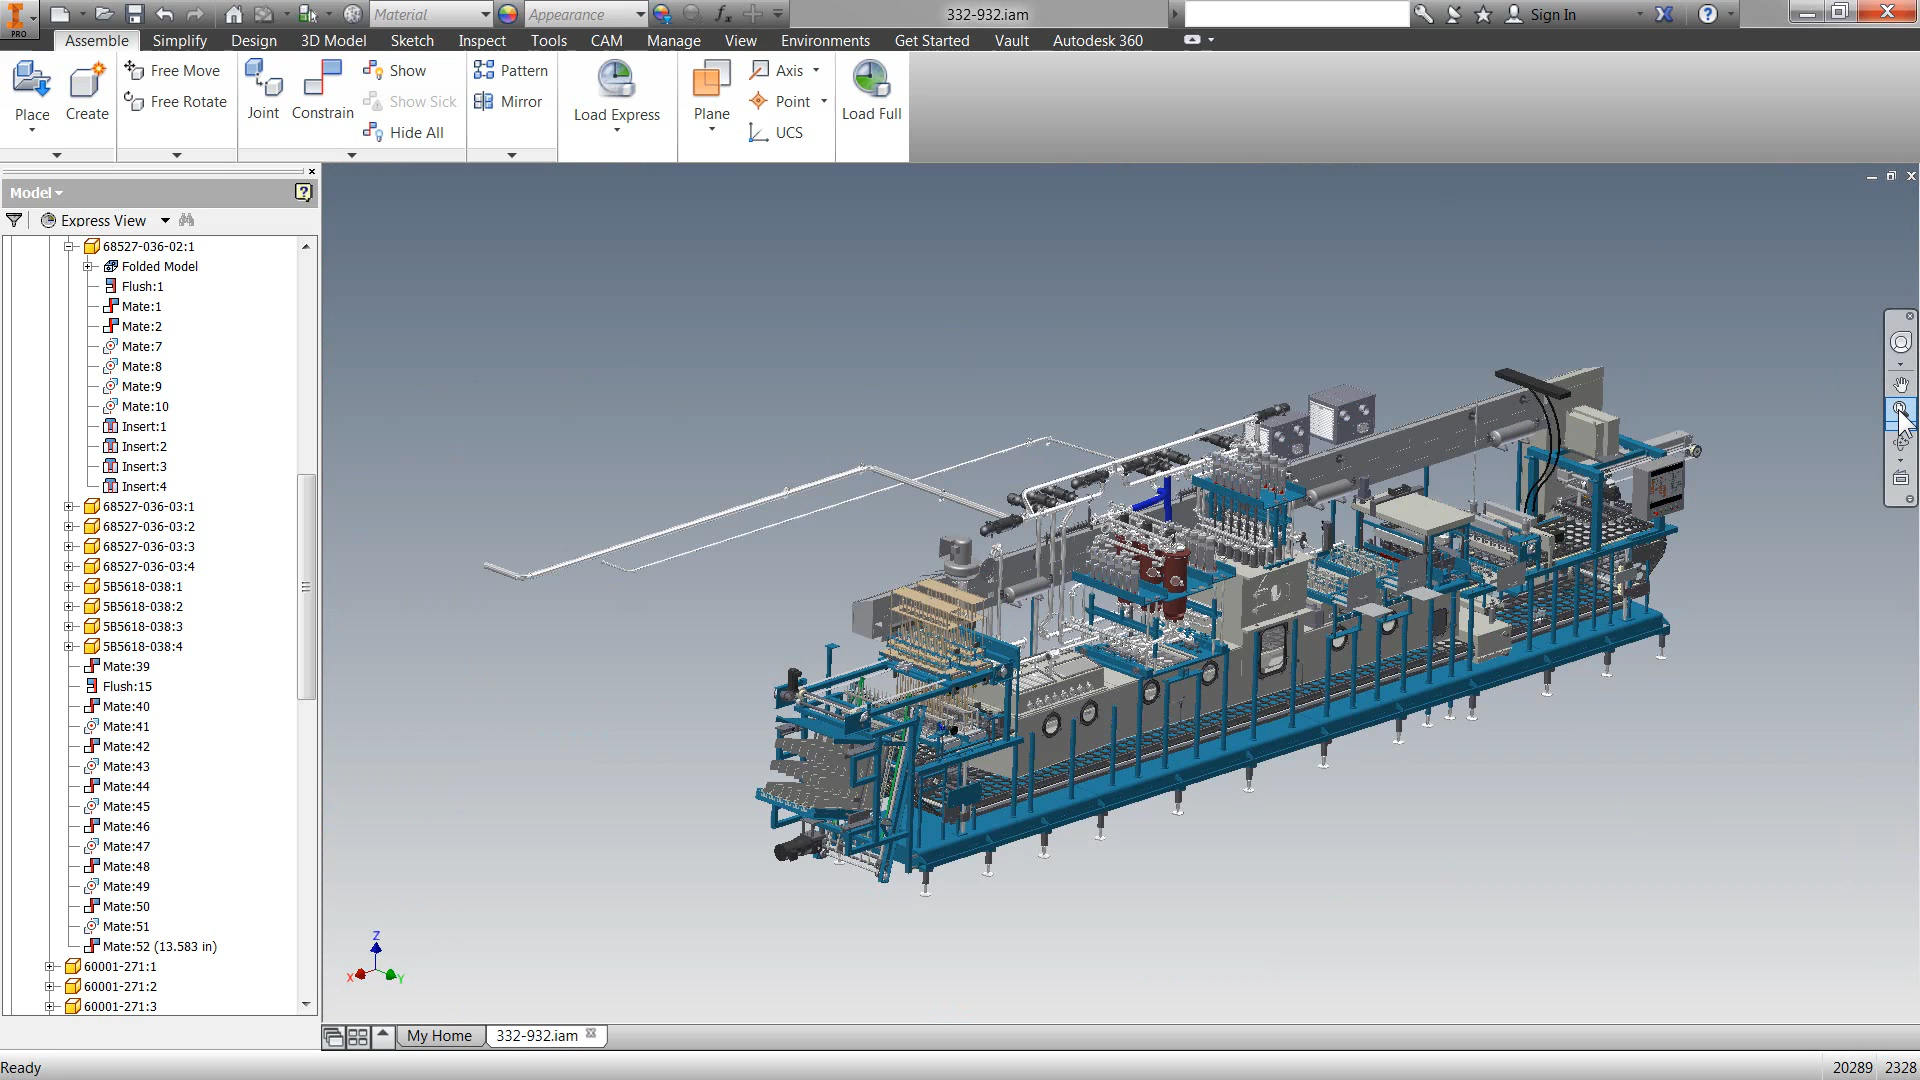 PRO
Material
Appearance
332-932.iam
Sign In
Assemble Simplify Design 3D Model Sketch Inspect Tools CAM Manage View Environments Get Started Vault Autodesk 360
Place
Create
Free Move
Free Rotate
Joint
Constrain
Show
Show Sick
Hide All
Pattern
Mirror
Load Express
Plane
Axis
Point
UCS
Load Full
Model
Express View
68527-036-02:1
Folded Model
Flush:1
Mate:1
Mate:2
Mate:7
Mate:8
Mate:9
Mate:10
Insert:1
Insert:2
Insert:3
Insert:4
68527-036-03:1
68527-036-03:2
68527-036-03:3
68527-036-03:4
5B5618-038:1
5B5618-038:2
5B5618-038:3
5B5618-038:4
Mate:39
Flush:15
Mate:40
Mate:41
Mate:42
Mate:43
Mate:44
Mate:45
Mate:46
Mate:47
Mate:48
Mate:49
Mate:50
Mate:51
Mate:52 (13.583 in)
60001-271:1
60001-271:2
60001-271:3
Z
X
Y
My Home
332-932.iam
Ready
20289 2328